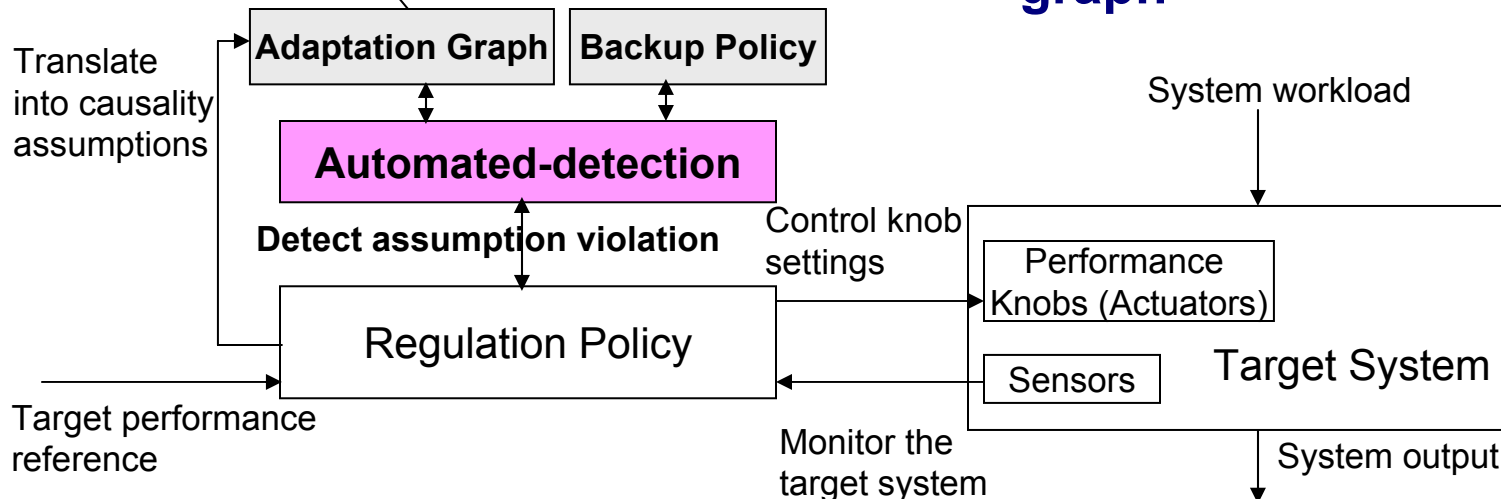 graph
Adaptation Graph
Backup Policy
Translate
into causality
assumptions
System workload
Automated-detection
Detect assumption violation
Control knob
settings
Performance
Knobs (Actuators)
Regulation Policy
Target System
Sensors
Target performance
reference
Monitor the
target system
System output